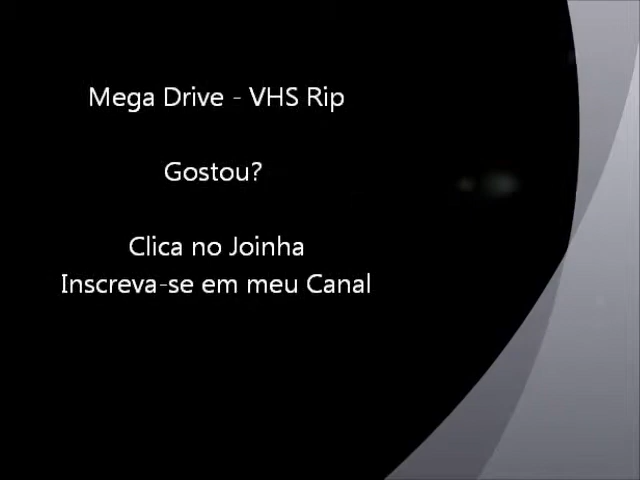 Mega Drive - VHS Rip
Gostou?
Clica no Joinha
Inscreva-se em meu Canal